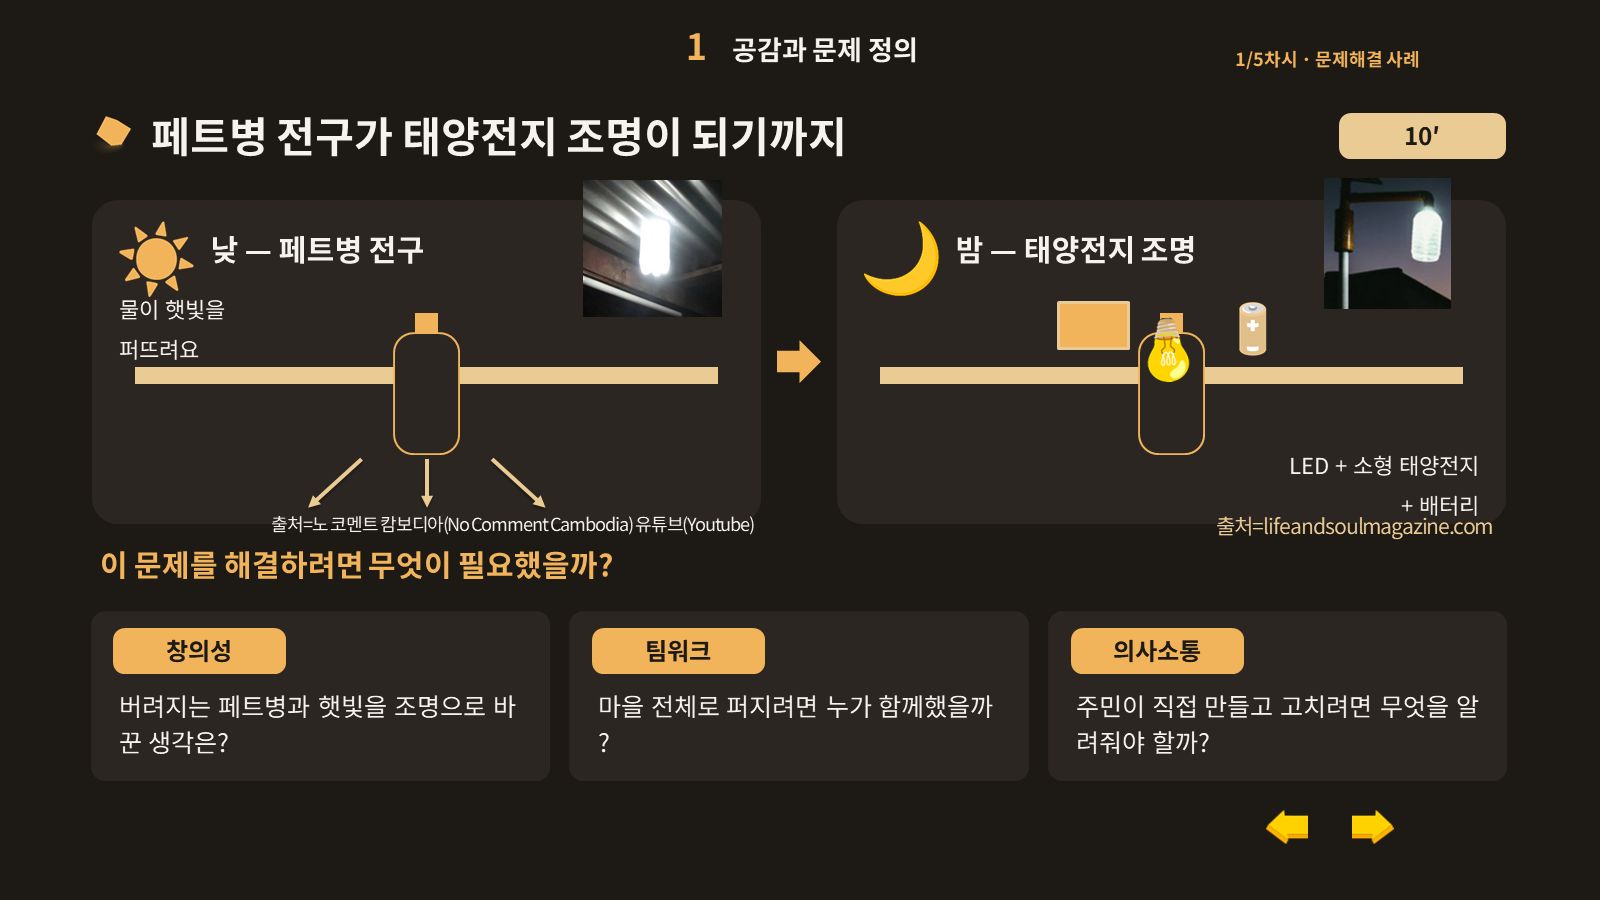 1 공감과 문제 정의
1/5차시 · 문제해결 사례
페트병 전구가 태양전지 조명이 되기까지
10′
낮 — 페트병 전구
물이 햇빛을
퍼뜨려요
출처=노 코멘트 캄보디아(No Comment Cambodia) 유튜브(Youtube)
밤 — 태양전지 조명
LED + 소형 태양전지
+ 배터리
출처=lifeandsoulmagazine.com
이 문제를 해결하려면 무엇이 필요했을까?
창의성
버려지는 페트병과 햇빛을 조명으로 바
꾼 생각은?
팀워크
마을 전체로 퍼지려면 누가 함께했을까
?
의사소통
주민이 직접 만들고 고치려면 무엇을 알
려줘야 할까?